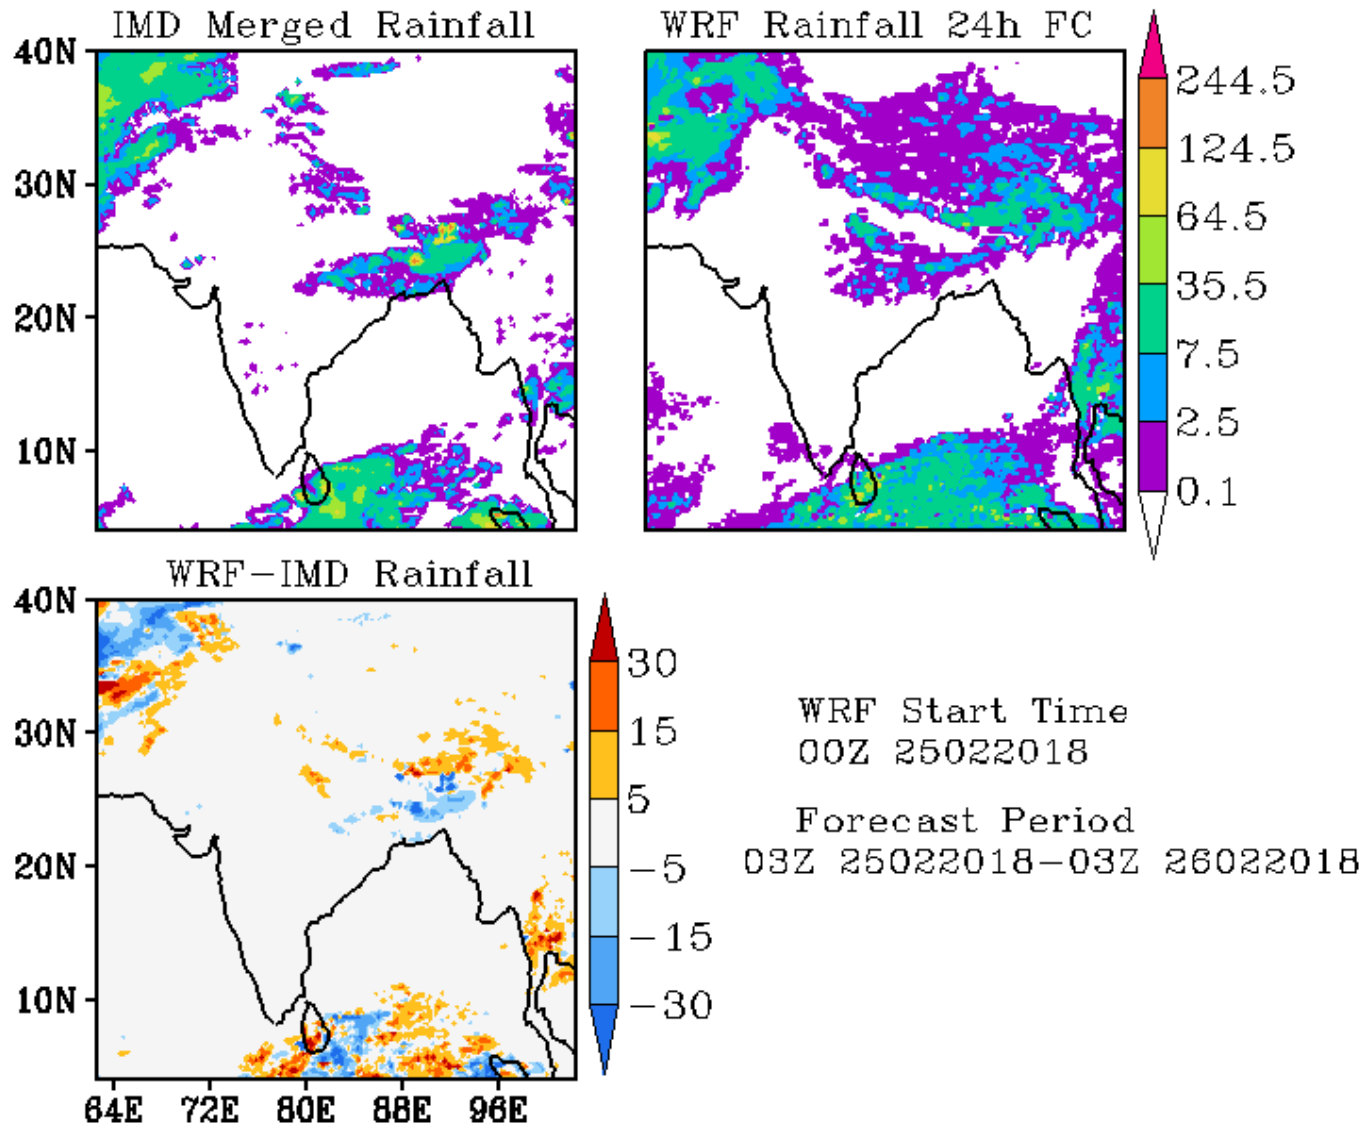 IMD Merged Rainfall
WRF Rainfall 24h FC
40N
30N
20N
10N
244.5
124.5
64.5
35.5
7.5
2.5
0.1
WRF-IMD Rainfall
40N
30N
20N
10N
64E 72E 80E 88E 96E
30
15
5
-5
-15
-30
WRF Start Time
00Z 25022018
Forecast Period
03Z 25022018-03Z 26022018